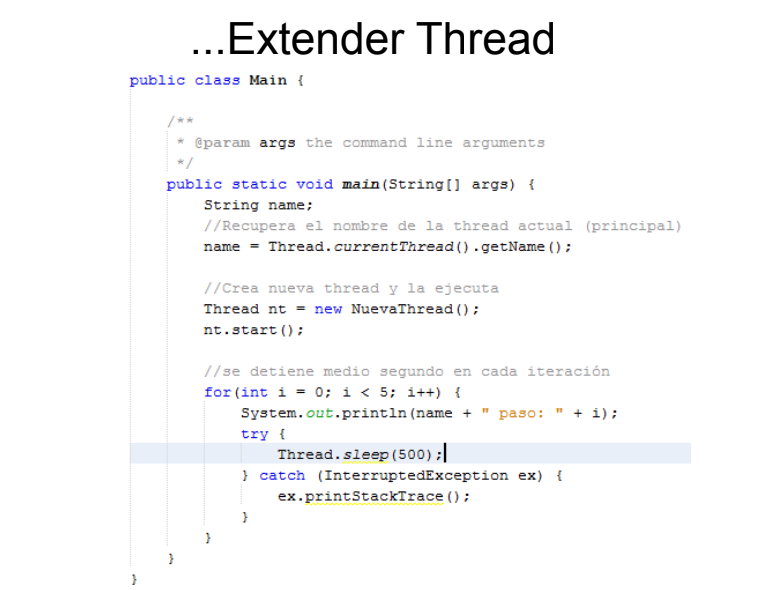 ...Extender Thread
public class Main {
/**
* @param args the command line arguments
*/
public static void main(String[] args) {
String name;
//Recupera el nombre de la thread actual (principal)
name = Thread.currentThread().getName();
//Crea nueva thread y la ejecuta
Thread nt = new NuevaThread();
nt.start();
//se detiene medio segundo en cada iteración
for(int i = 0; i < 5; i++) {
System.out.println(name + " paso: " + i);
try {
Thread.sleep(500);
} catch (InterruptedException ex) {
ex.printStackTrace();
}
}
}
}